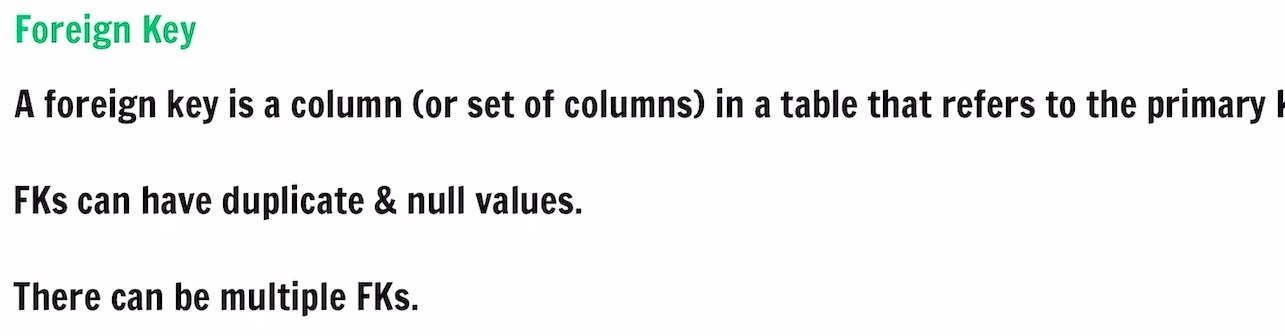 Foreign Key
A foreign key is a column (or set of columns) in a table that refers to the primary
FKs can have duplicate & null values.
There can be multiple FKs.